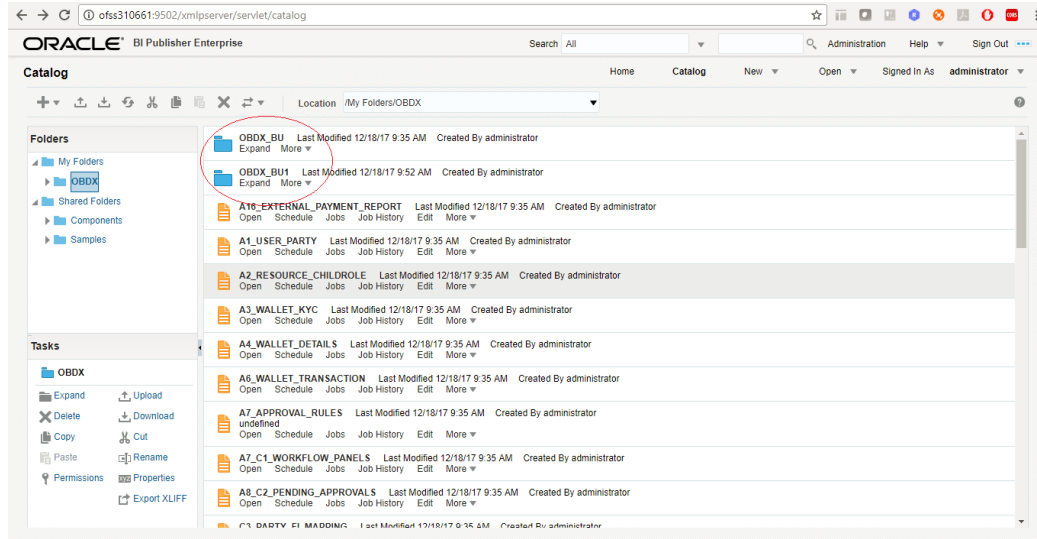 ofss310661:9502/xmlpserver/servlet/catalog
ORACLE BI Publisher Enterprise Search All Administration Help Sign Out
Catalog Home Catalog New Open Signed In As administrator
Location /My Folders/OBDX
Folders
My Folders
OBDX
Shared Folders
Components
Samples
Tasks
OBDX
Expand Upload
Delete Download
Copy Cut
Paste Rename
Permissions Properties
Export XLIFF
OBDX_BU Last Modified 12/18/17 9:35 AM Created By administrator
Expand More
OBDX_BU1 Last Modified 12/18/17 9:52 AM Created By administrator
Expand More
A16_EXTERNAL_PAYMENT_REPORT Last Modified 12/18/17 9:35 AM Created By administrator
Open Schedule Jobs Job History Edit More
A1_USER_PARTY Last Modified 12/18/17 9:35 AM Created By administrator
Open Schedule Jobs Job History Edit More
A2_RESOURCE_CHILDROLE Last Modified 12/18/17 9:35 AM Created By administrator
Open Schedule Jobs Job History Edit More
A3_WALLET_KYC Last Modified 12/18/17 9:35 AM Created By administrator
Open Schedule Jobs Job History Edit More
A4_WALLET_DETAILS Last Modified 12/18/17 9:35 AM Created By administrator
Open Schedule Jobs Job History Edit More
A6_WALLET_TRANSACTION Last Modified 12/18/17 9:35 AM Created By administrator
Open Schedule Jobs Job History Edit More
A7_APPROVAL_RULES Last Modified 12/18/17 9:35 AM Created By administrator
undefined
Open Schedule Jobs Job History Edit More
A7_C1_WORKFLOW_PANELS Last Modified 12/18/17 9:35 AM Created By administrator
Open Schedule Jobs Job History Edit More
A8_C2_PENDING_APPROVALS Last Modified 12/18/17 9:35 AM Created By administrator
Open Schedule Jobs Job History Edit More
C3_PARTY_FI_MAPPING Last Modified 12/18/17 9:35 AM Created By administrator